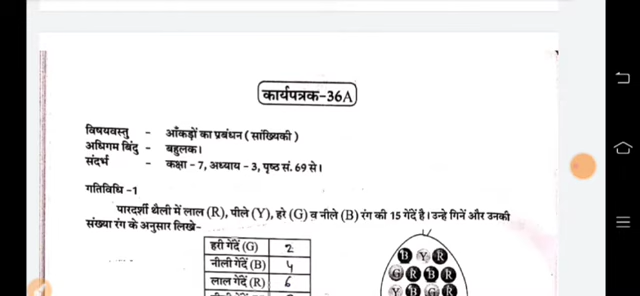 कार्यपत्रक-36A
विषयवस्तु - आँकड़ों का प्रबंधन (सांख्यिकी)
अधिगम बिंदु - बहुलक।
संदर्भ - कक्षा - 7, अध्याय - 3, पृष्ठ सं. 69 से।
गतिविधि -1
पारदर्शी थैली में लाल (R), पीले (Y), हरे (G) व नीले (B) रंग की 15 गेंदें है। उन्हे गिनें और उनकी
संख्या रंग के अनुसार लिखे-
हरी गेंदें (G) 2
नीली गेंदें (B) 4
लाल गेंदें (R) 6
B Y R
G R B R
Y B G R